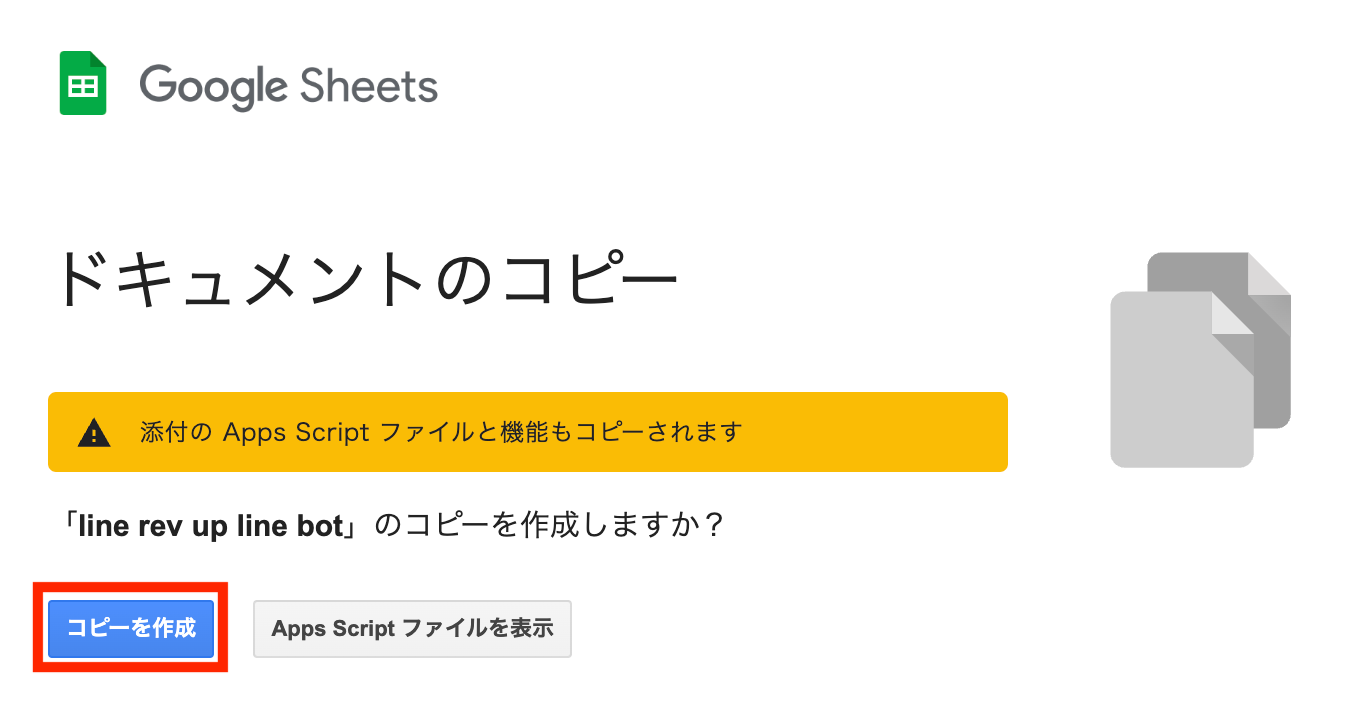 Google Sheets
ドキュメントのコピー
添付の Apps Script ファイルと機能もコピーされます
「line rev up line bot」のコピーを作成しますか？
コピーを作成
Apps Script ファイルを表示